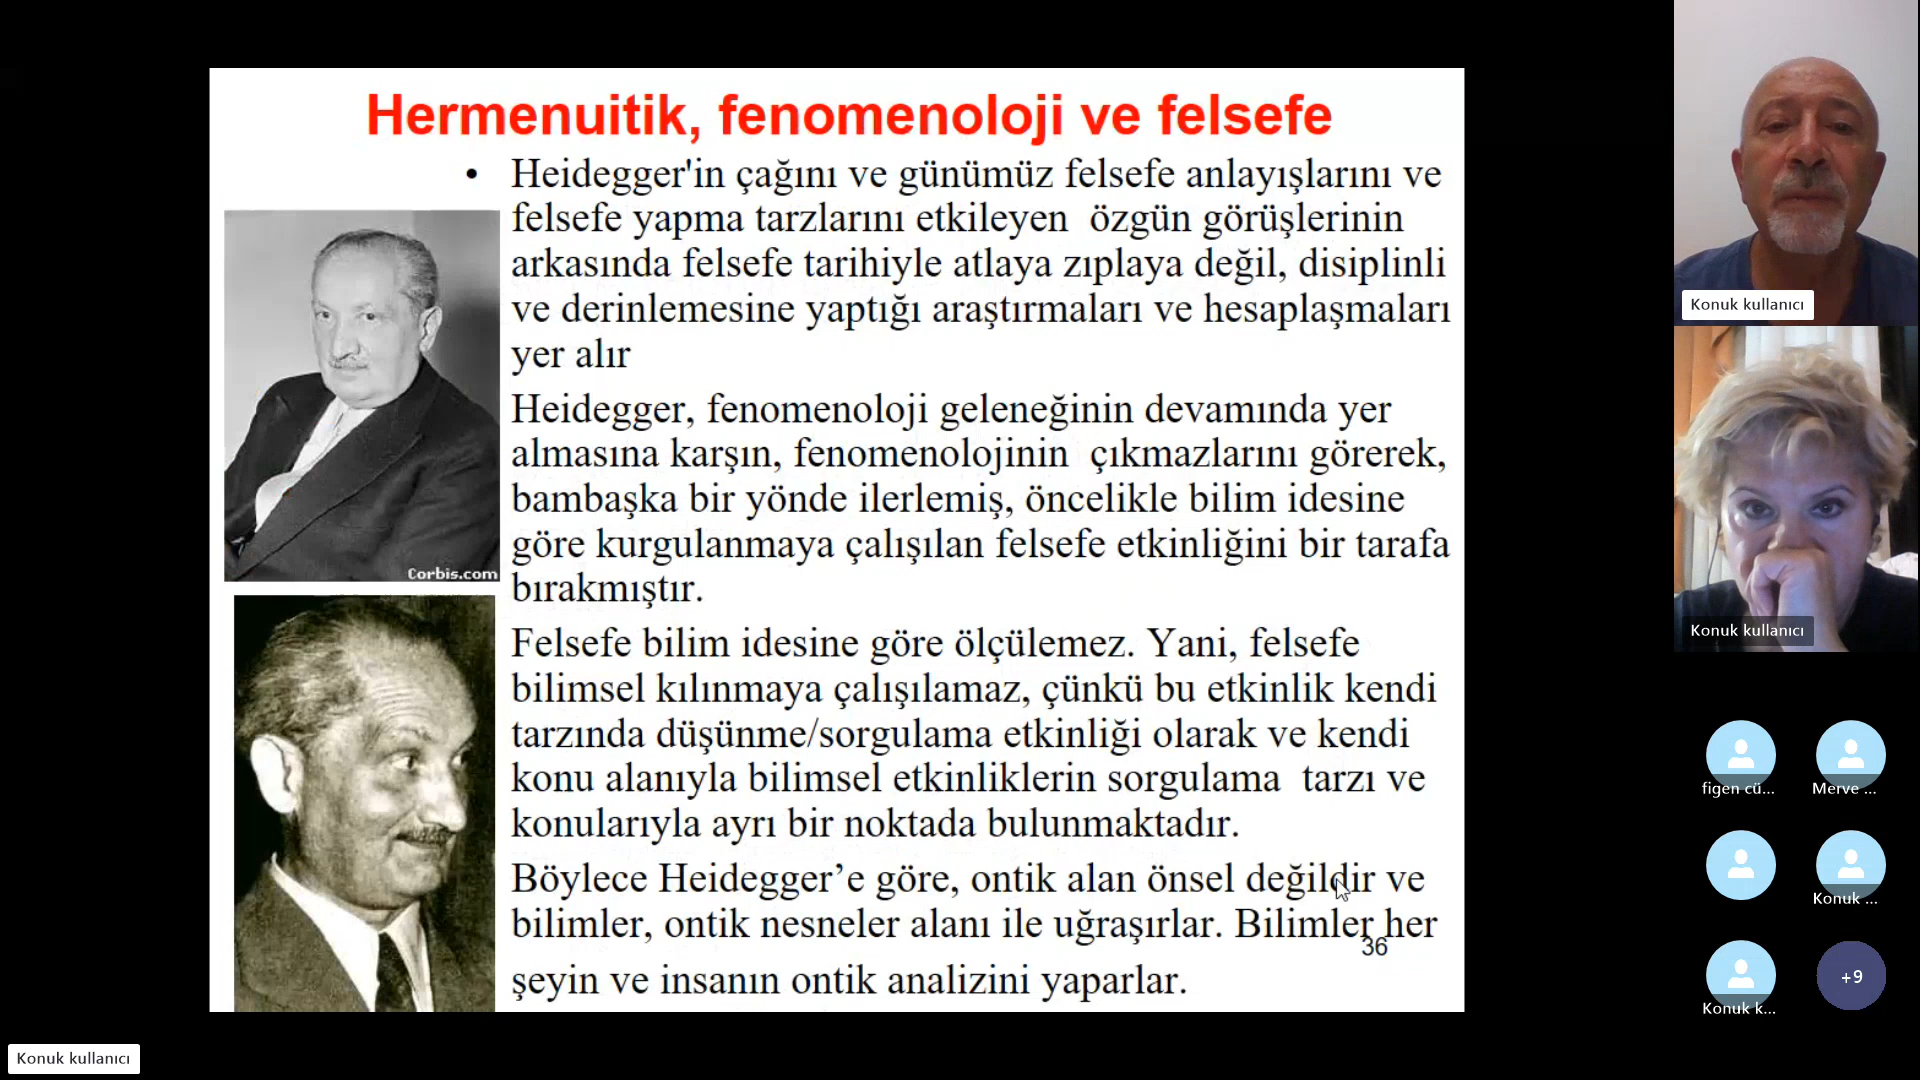 Hermenuitik, fenomenoloji ve felsefe
• Heidegger'in çağını ve günümüz felsefe anlayışlarını ve
felsefe yapma tarzlarını etkileyen özgün görüşlerinin
arkasında felsefe tarihiyle atlaya zıplaya değil, disiplinli
ve derinlemesine yaptığı araştırmaları ve hesaplaşmaları
yer alır
Heidegger, fenomenoloji geleneğinin devamında yer
almasına karşın, fenomenolojinin çıkmazlarını görerek,
bambaşka bir yönde ilerlemiş, öncelikle bilim idesine
göre kurgulanmaya çalışılan felsefe etkinliğini bir tarafa
bırakmıştır.
Felsefe bilim idesine göre ölçülemez. Yani, felsefe
bilimsel kılınmaya çalışılamaz, çünkü bu etkinlik kendi
tarzında düşünme/sorgulama etkinliği olarak ve kendi
konu alanıyla bilimsel etkinliklerin sorgulama tarzı ve
konularıyla ayrı bir noktada bulunmaktadır.
Böylece Heidegger’e göre, ontik alan önsel değildir ve
bilimler, ontik nesneler alanı ile uğraşırlar. Bilimler her
şeyin ve insanın ontik analizini yaparlar.
36
Corbis.com
Konuk kullanıcı
Konuk kullanıcı
figen cü...
Merve ...
Konuk ...
Konuk k...
+9
Konuk kullanıcı